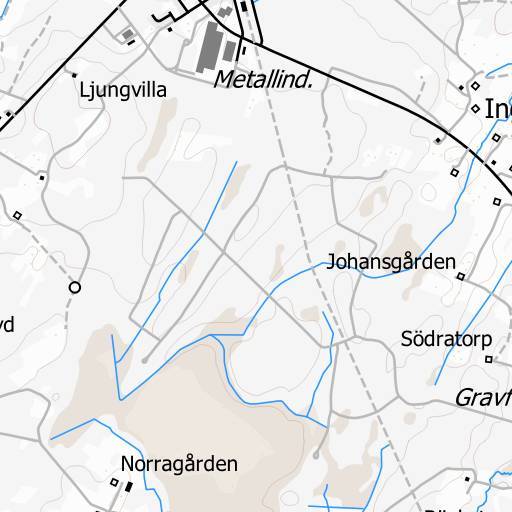 Metallind.
Ljungvilla
Johansgården
Södratorp
Norragården